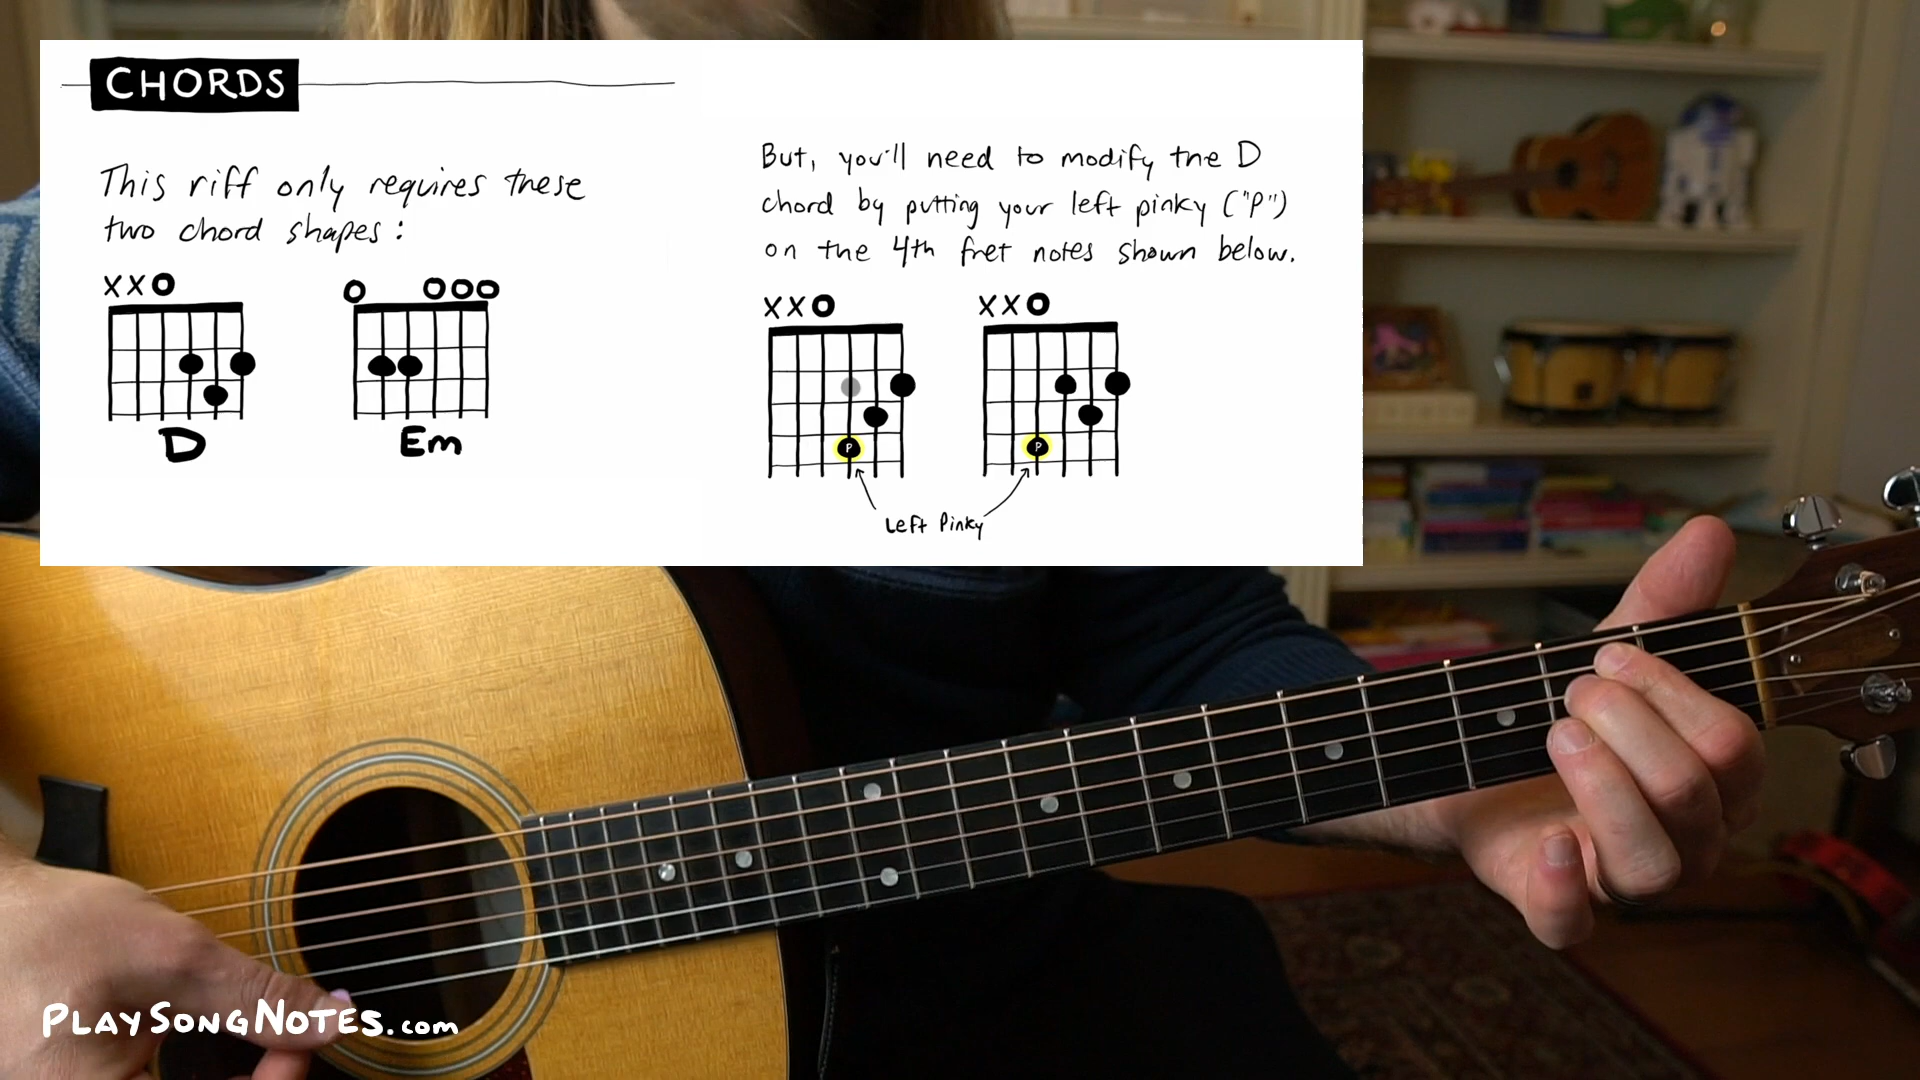 CHORDS
This riff only requires these
two chord shapes:
XXO
O OOO
D
Em
But, you'll need to modify the D
chord by putting your left pinky ("P")
on the 4th fret notes shown below.
XXO
XXO
P
P
Left Pinky
PLAYSONGNOTES.com